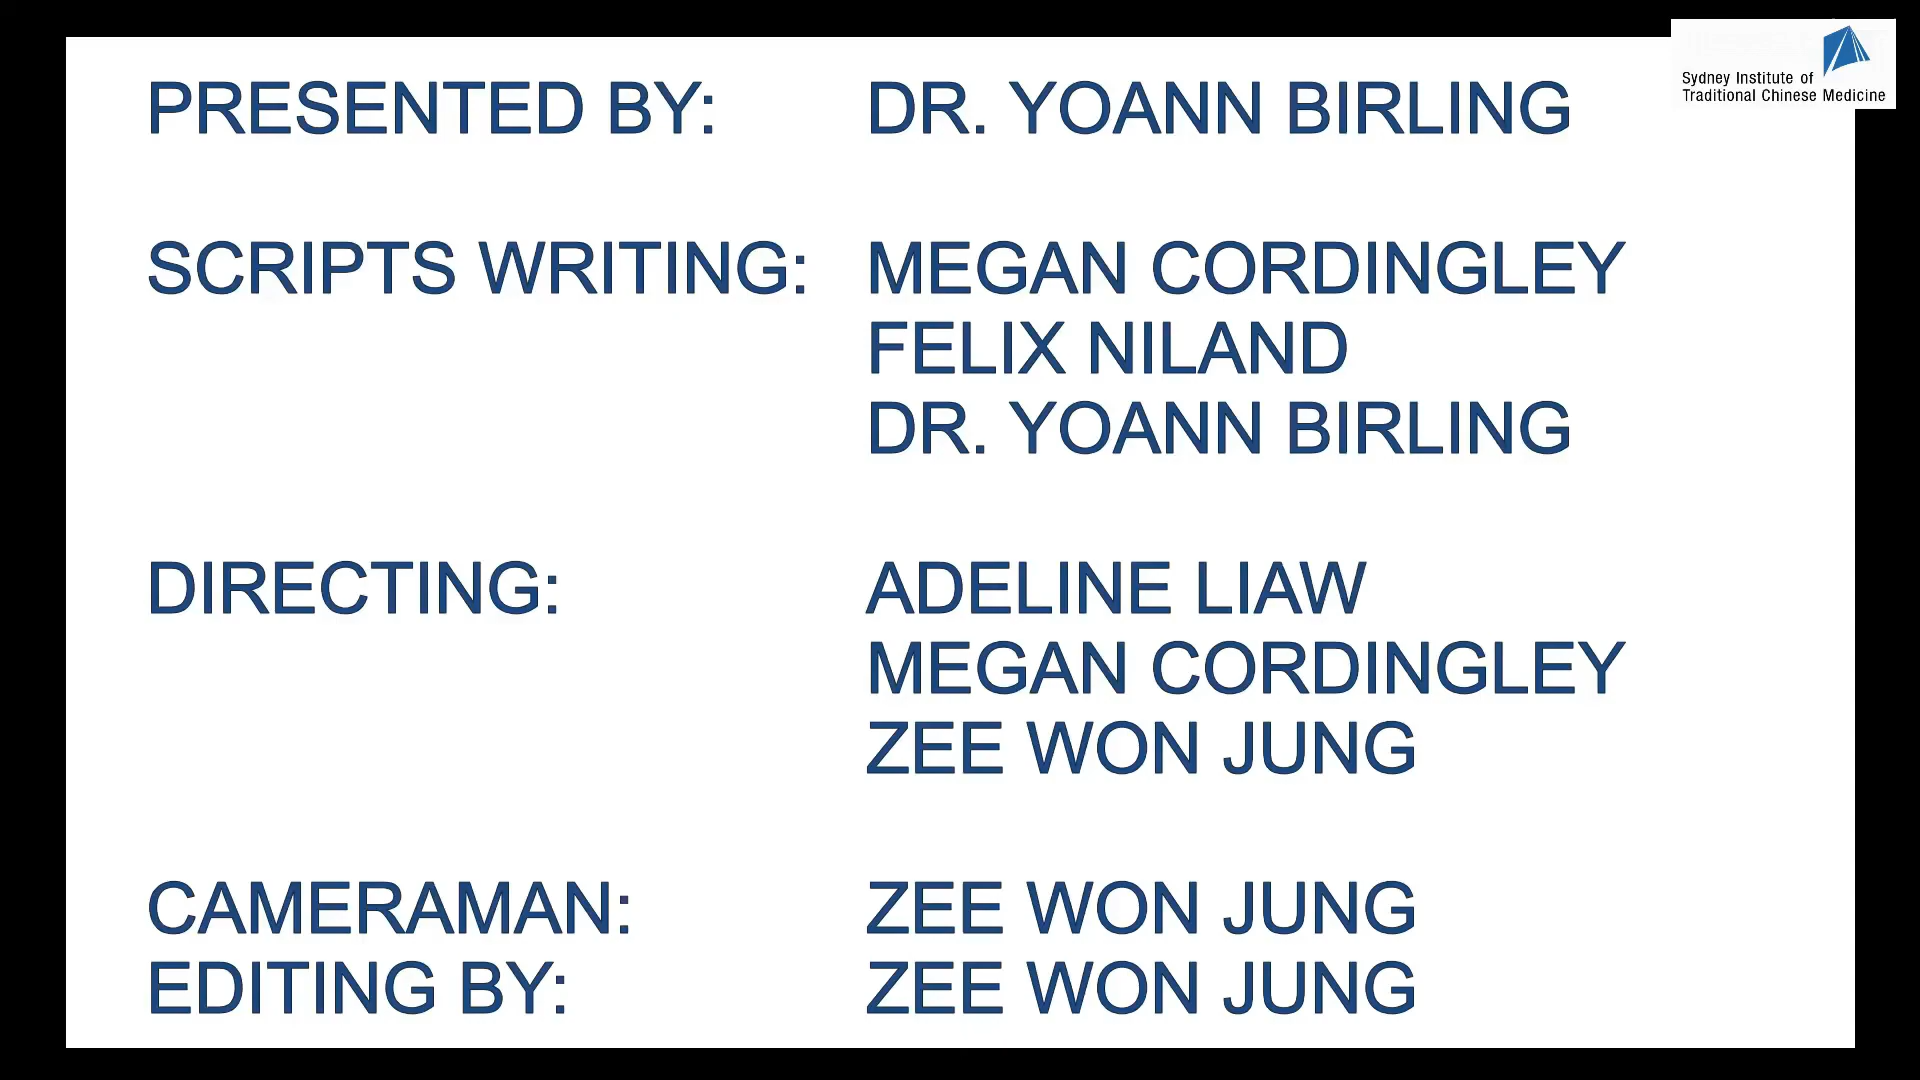 Sydney Institute of
Traditional Chinese Medicine
PRESENTED BY: DR. YOANN BIRLING
SCRIPTS WRITING: MEGAN CORDINGLEY
FELIX NILAND
DR. YOANN BIRLING
DIRECTING: ADELINE LIAW
MEGAN CORDINGLEY
ZEE WON JUNG
CAMERAMAN: ZEE WON JUNG
EDITING BY: ZEE WON JUNG